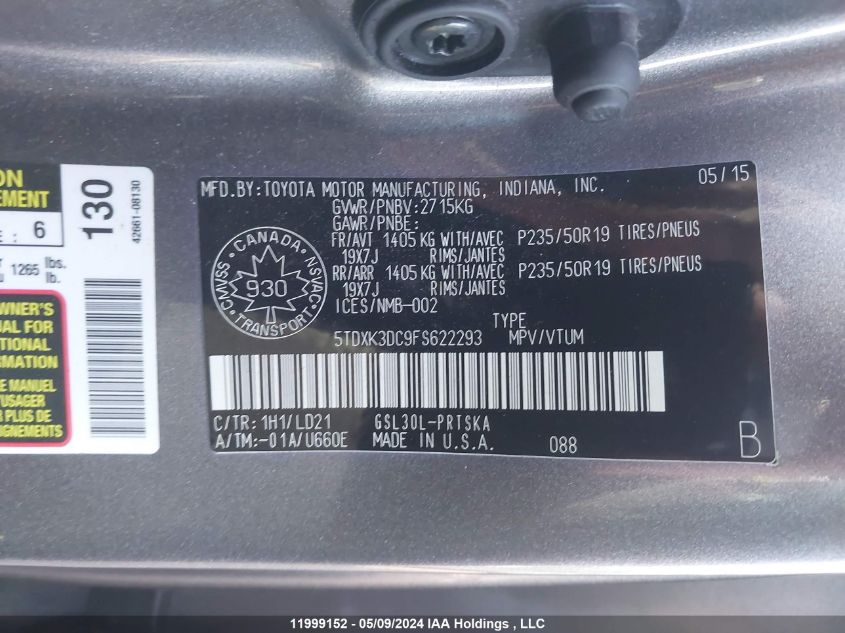 ON
EMENT
: 6
1265 lbs.
lb.
130
42661-08130
OWNER'S
UAL FOR
TIONAL
RMATION
E MANUEL
'USAGER
PLUS DE
IGNEMENTS
MFD.BY:TOYOTA MOTOR MANUFACTURING, INDIANA, INC. 05/15
GVWR/PNBV:2715KG
GAWR/PNBE:
FR/AVT 1405 KG WITH/AVEC P235/50R19 TIRES/PNEUS
19X7J RIMS/JANTES
RR/ARR 1405 KG WITH/AVEC P235/50R19 TIRES/PNEUS
19X7J RIMS/JANTES
ICES/NMB-002
CANADA
CMVSS NSVAC
930
TRANSPORT
TYPE
5TDXK3DC9FS622293 MPV/VTUM
C/TR: 1H1/LD21 GSL30L-PRTSKA
A/TM:-01A/U660E MADE IN U.S.A. 088 B
11999152 - 05/09/2024 IAA Holdings , LLC